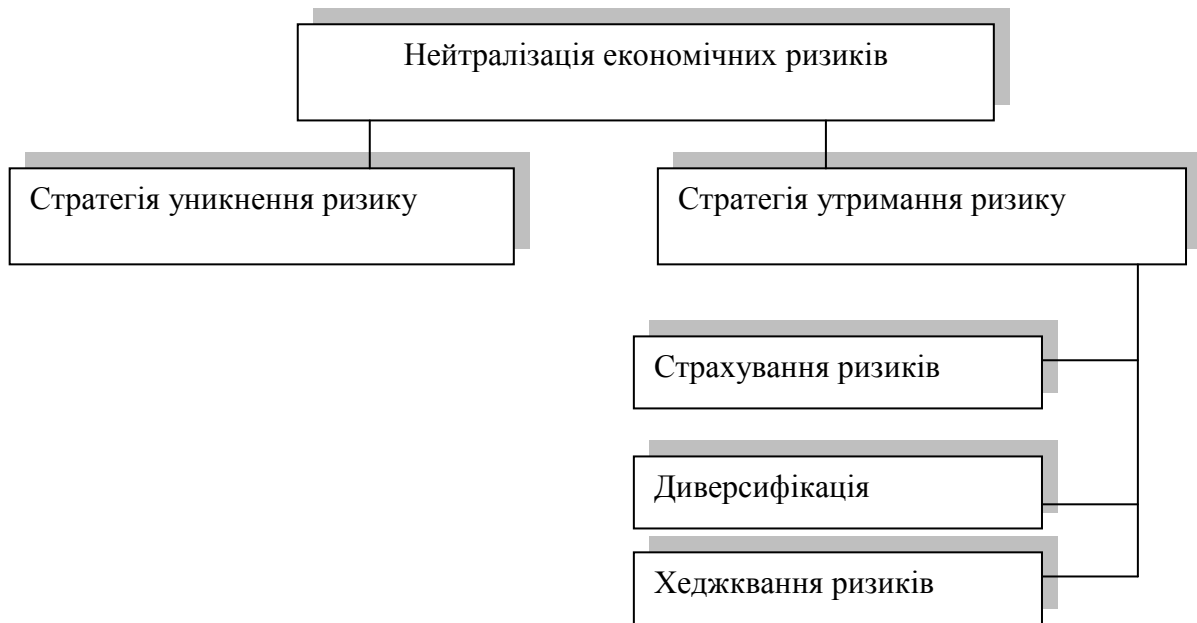 Нейтралізація економічних ризиків
Стратегія уникнення ризику
Стратегія утримання ризику
Страхування ризиків
Диверсифікація
Хеджквання ризиків